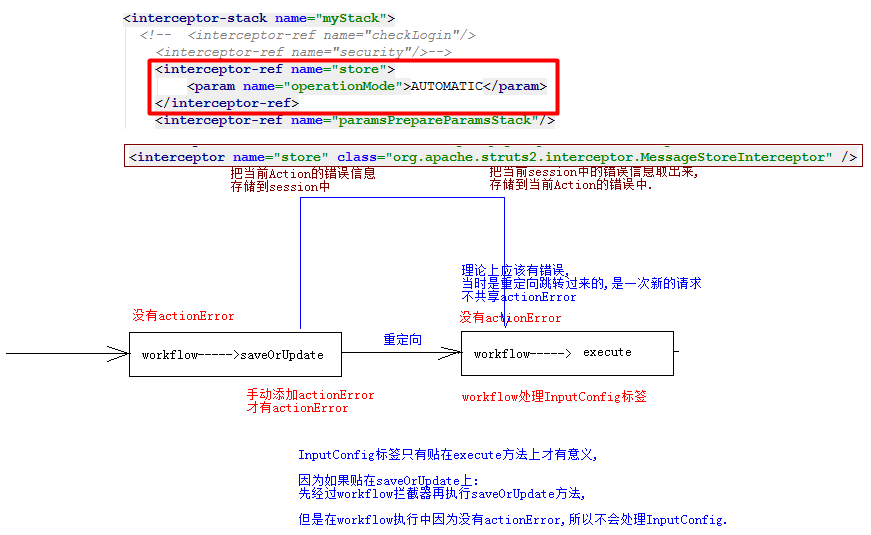 <interceptor-stack name="myStack">
<!--  <interceptor-ref name="checkLogin"/>
<interceptor-ref name="security"/>-->
<interceptor-ref name="store">
<param name="operationMode">AUTOMATIC</param>
</interceptor-ref>
<interceptor-ref name="paramsPrepareParamsStack"/>
<interceptor name="store" class="org.apache.struts2.interceptor.MessageStoreInterceptor" />
把当前Action的错误信息
存储到session中
把当前session中的错误信息取出来,
存储到当前Action的错误中.
理论上应该有错误,
当时是重定向跳转过来的,是一次新的请求
不共享actionError
没有actionError
没有actionError
workflow----->saveOrUpdate
重定向
workflow-----> execute
手动添加actionError
才有actionError
workflow处理InputConfig标签
InputConfig标签只有贴在execute方法上才有意义,
因为如果贴在saveOrUpdate上:
先经过workflow拦截器再执行saveOrUpdate方法,
但是在workflow执行中因为没有actionError,所以不会处理InputConfig.